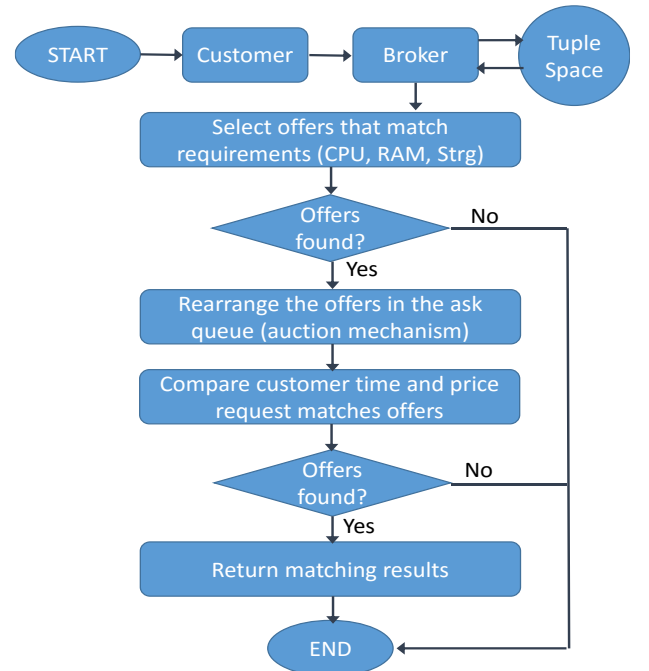 START
Customer
Broker
Tuple
Space
Select offers that match
requirements (CPU, RAM, Strg)
Offers
found?
No
Yes
Rearrange the offers in the ask
queue (auction mechanism)
Compare customer time and price
request matches offers
Offers
found?
No
Yes
Return matching results
END